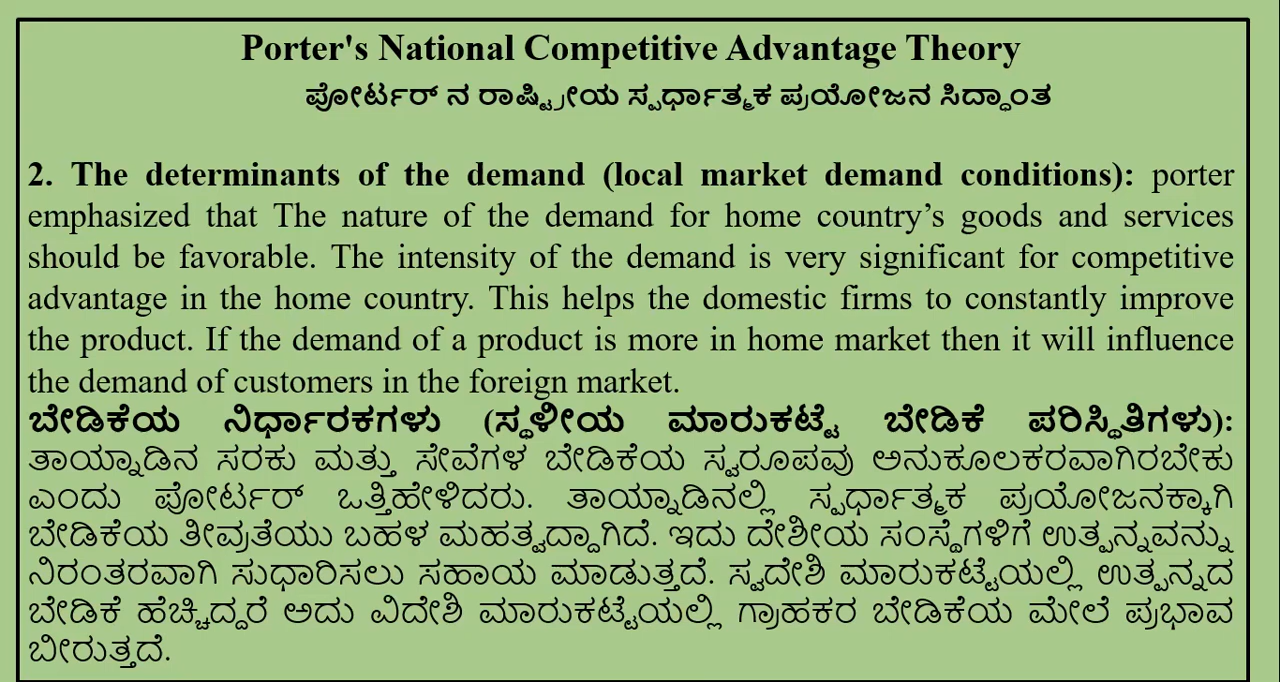 Porter's National Competitive Advantage Theory
ಪೋರ್ಟರ್ ನ ರಾಷ್ಟ್ರೀಯ ಸ್ಪರ್ಧಾತ್ಮಕ ಪ್ರಯೋಜನ ಸಿದ್ಧಾಂತ
2. The determinants of the demand (local market demand conditions): porter
emphasized that The nature of the demand for home country’s goods and services
should be favorable. The intensity of the demand is very significant for competitive
advantage in the home country. This helps the domestic firms to constantly improve
the product. If the demand of a product is more in home market then it will influence
the demand of customers in the foreign market.
ಬೇಡಿಕೆಯ ನಿರ್ಧಾರಕಗಳು (ಸ್ಥಳೀಯ ಮಾರುಕಟ್ಟೆ ಬೇಡಿಕೆ ಪರಿಸ್ಥಿತಿಗಳು):
ತಾಯ್ನಾಡಿನ ಸರಕು ಮತ್ತು ಸೇವೆಗಳ ಬೇಡಿಕೆಯ ಸ್ವರೂಪವು ಅನುಕೂಲಕರವಾಗಿರಬೇಕು
ಎಂದು ಪೋರ್ಟರ್ ಒತ್ತಿಹೇಳಿದರು. ತಾಯ್ನಾಡಿನಲ್ಲಿ ಸ್ಪರ್ಧಾತ್ಮಕ ಪ್ರಯೋಜನಕ್ಕಾಗಿ
ಬೇಡಿಕೆಯ ತೀವ್ರತೆಯು ಬಹಳ ಮಹತ್ವದ್ದಾಗಿದೆ. ಇದು ದೇಶೀಯ ಸಂಸ್ಥೆಗಳಿಗೆ ಉತ್ಪನ್ನವನ್ನು
ನಿರಂತರವಾಗಿ ಸುಧಾರಿಸಲು ಸಹಾಯ ಮಾಡುತ್ತದೆ. ಸ್ವದೇಶಿ ಮಾರುಕಟ್ಟೆಯಲ್ಲಿ ಉತ್ಪನ್ನದ
ಬೇಡಿಕೆ ಹೆಚ್ಚಿದ್ದರೆ ಅದು ವಿದೇಶಿ ಮಾರುಕಟ್ಟೆಯಲ್ಲಿ ಗ್ರಾಹಕರ ಬೇಡಿಕೆಯ ಮೇಲೆ ಪ್ರಭಾವ
ಬೀರುತ್ತದೆ.